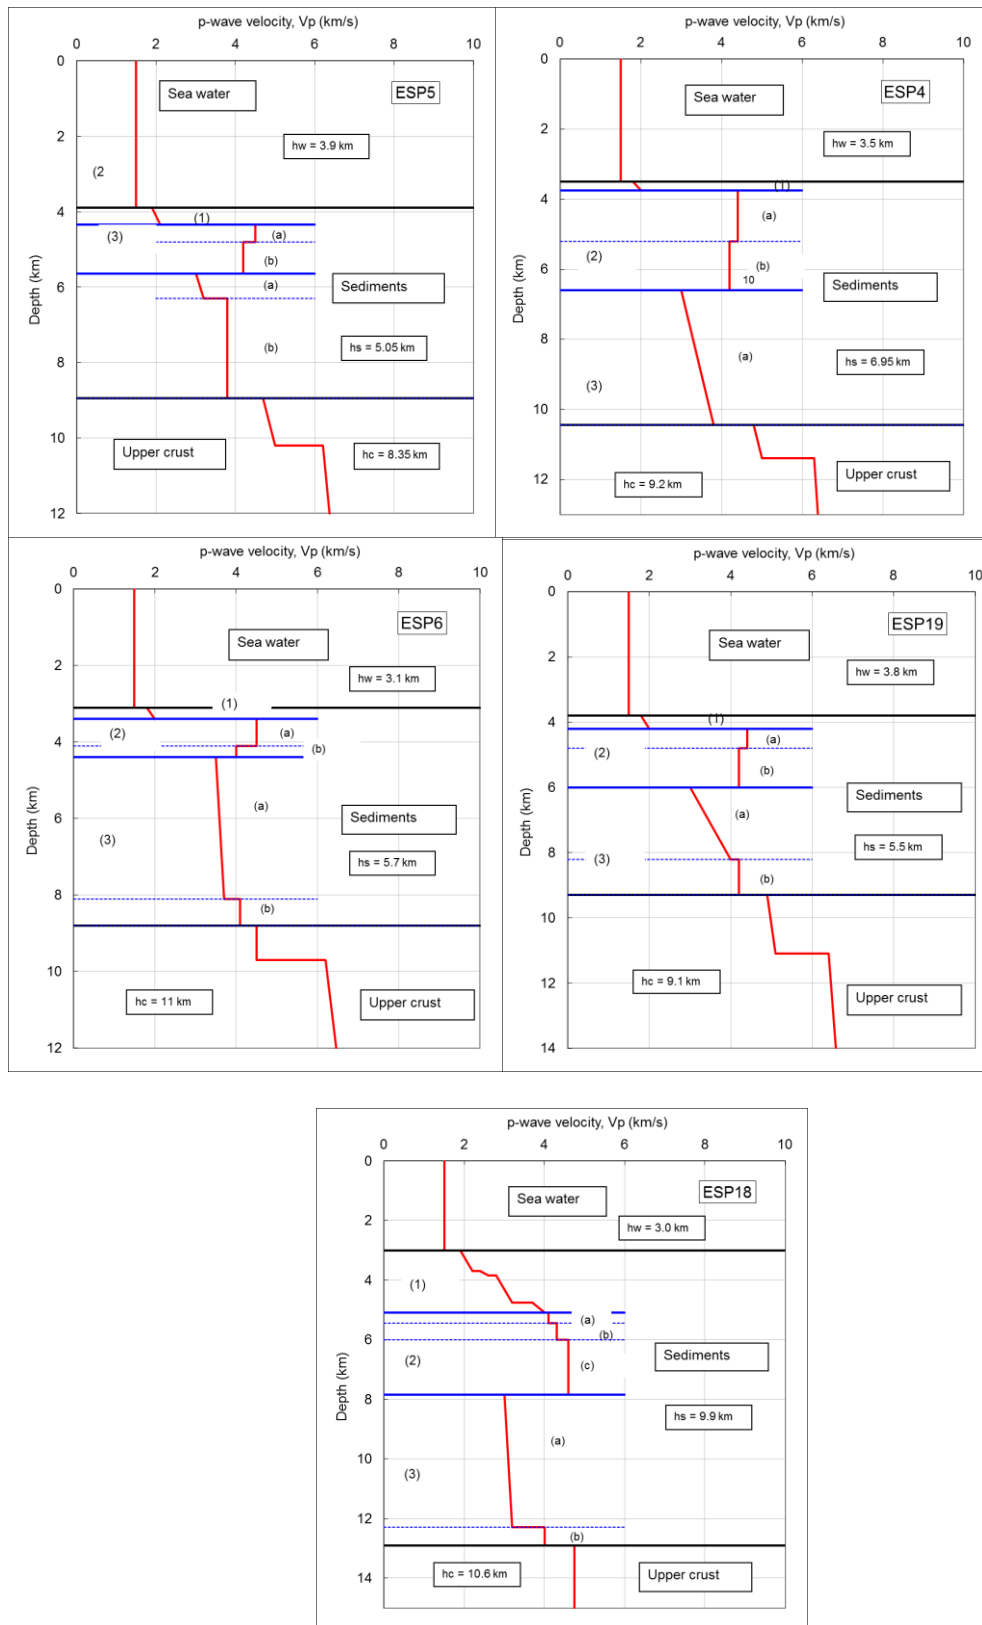 p-wave velocity, Vp (km/s)
0 2 4 6 8 10
0
Sea water
ESP5
2
hw = 3.9 km
(2
4
(1)
(3)
(a)
(b)
6
(a)
Sediments
Depth (km)
(b)
hs = 5.05 km
8
10
Upper crust
hc = 8.35 km
12
p-wave velocity, Vp (km/s)
0 2 4 6 8 10
0
Sea water
ESP4
2
hw = 3.5 km
4
(1)
(a)
(2)
(b)
6
10
Sediments
Depth (km)
8
(a)
hs = 6.95 km
(3)
10
Upper crust
12
hc = 9.2 km
p-wave velocity, Vp (km/s)
0 2 4 6 8 10
0
ESP6
Sea water
2
hw = 3.1 km
(1)
(2)
(a)
4
(b)
(a)
6
Sediments
Depth (km)
(3)
hs = 5.7 km
8
(b)
10
hc = 11 km
Upper crust
12
p-wave velocity, Vp (km/s)
0 2 4 6 8 10
0
ESP19
Sea water
2
hw = 3.8 km
4
(1)
(a)
(2)
(b)
6
Sediments
(a)
Depth (km)
hs = 5.5 km
8
(3)
(b)
10
hc = 9.1 km
12
Upper crust
14
p-wave velocity, Vp (km/s)
0 2 4 6 8 10
0
Sea water
ESP18
2
hw = 3.0 km
4
(1)
(a)
(b)
6
(2)
Sediments
(c)
Depth (km)
8
hs = 9.9 km
(a)
10
(3)
12
(b)
hc = 10.6 km
Upper crust
14